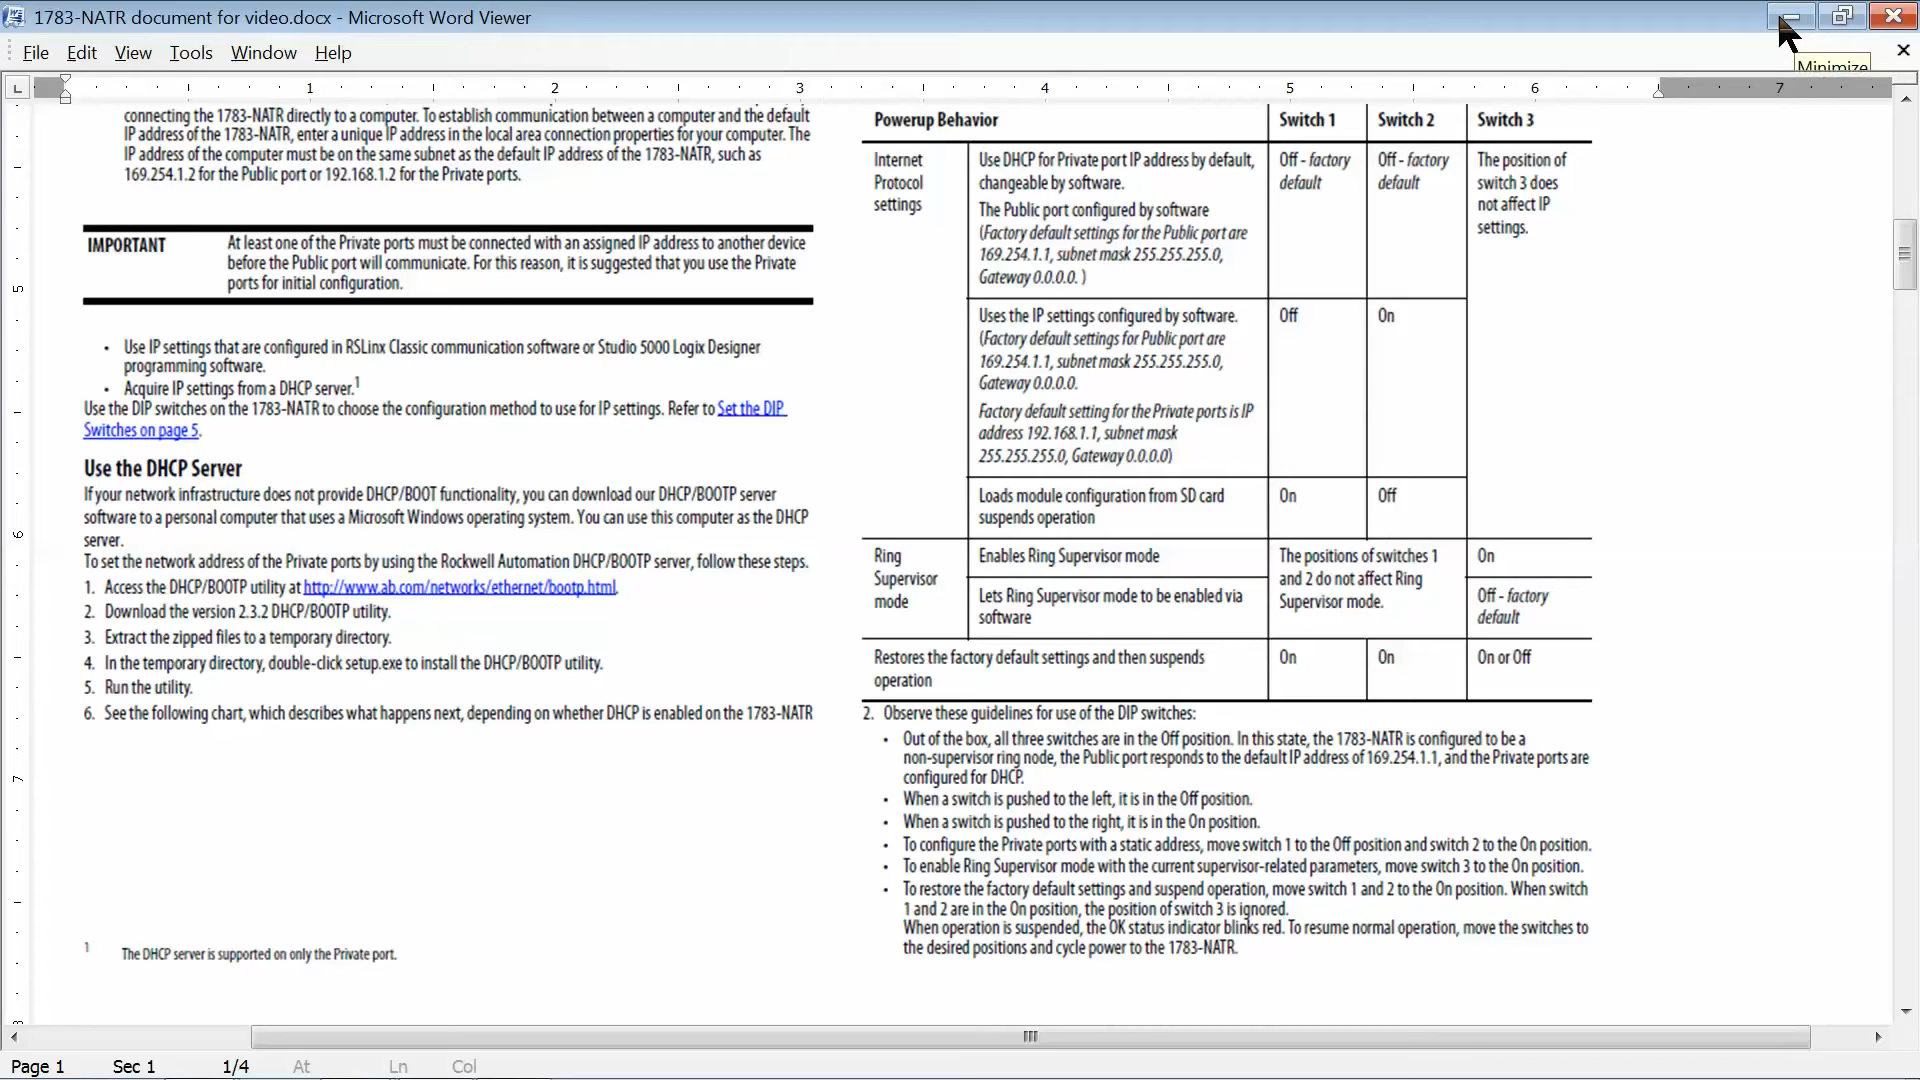 1783-NATR document for video.docx - Microsoft Word Viewer
File Edit View Tools Window Help
Minimize
1 2 3 4 5 6 7
connecting the 1783-NATR directly to a computer. To establish communication between a computer and the default
IP address of the 1783-NATR, enter a unique IP address in the local area connection properties for your computer. The
IP address of the computer must be on the same subnet as the default IP address of the 1783-NATR, such as
169.254.1.2 for the Public port or 192.168.1.2 for the Private ports.
IMPORTANT
At least one of the Private ports must be connected with an assigned IP address to another device
before the Public port will communicate. For this reason, it is suggested that you use the Private
ports for initial configuration.
• Use IP settings that are configured in RSLinx Classic communication software or Studio 5000 Logix Designer
programming software.
• Acquire IP settings from a DHCP server.1
Use the DIP switches on the 1783-NATR to choose the configuration method to use for IP settings. Refer to Set the DIP
Switches on page 5.
Use the DHCP Server
If your network infrastructure does not provide DHCP/BOOT functionality, you can download our DHCP/BOOTP server
software to a personal computer that uses a Microsoft Windows operating system. You can use this computer as the DHCP
server.
To set the network address of the Private ports by using the Rockwell Automation DHCP/BOOTP server, follow these steps.
1. Access the DHCP/BOOTP utility at http://www.ab.com/networks/ethernet/bootp.html.
2. Download the version 2.3.2 DHCP/BOOTP utility.
3. Extract the zipped files to a temporary directory.
4. In the temporary directory, double-click setup.exe to install the DHCP/BOOTP utility.
5. Run the utility.
6. See the following chart, which describes what happens next, depending on whether DHCP is enabled on the 1783-NATR
1 The DHCP server is supported on only the Private port.
Powerup Behavior Switch 1 Switch 2 Switch 3
Internet
Protocol
settings
Use DHCP for Private port IP address by default,
changeable by software.
The Public port configured by software
(Factory default settings for the Public port are
169.254.1.1, subnet mask 255.255.255.0,
Gateway 0.0.0.0. )
Off - factory
default
Off - factory
default
The position of
switch 3 does
not affect IP
settings.
Uses the IP settings configured by software.
(Factory default settings for Public port are
169.254.1.1, subnet mask 255.255.255.0,
Gateway 0.0.0.0.
Factory default setting for the Private ports is IP
address 192.168.1.1, subnet mask
255.255.255.0, Gateway 0.0.0.0)
Off
On
Loads module configuration from SD card
suspends operation
On
Off
Ring
Supervisor
mode
Enables Ring Supervisor mode
The positions of switches 1
and 2 do not affect Ring
Supervisor mode.
On
Lets Ring Supervisor mode to be enabled via
software
Off - factory
default
Restores the factory default settings and then suspends
operation
On
On
On or Off
2. Observe these guidelines for use of the DIP switches:
• Out of the box, all three switches are in the Off position. In this state, the 1783-NATR is configured to be a
non-supervisor ring node, the Public port responds to the default IP address of 169.254.1.1, and the Private ports are
configured for DHCP.
• When a switch is pushed to the left, it is in the Off position.
• When a switch is pushed to the right, it is in the On position.
• To configure the Private ports with a static address, move switch 1 to the Off position and switch 2 to the On position.
• To enable Ring Supervisor mode with the current supervisor-related parameters, move switch 3 to the On position.
• To restore the factory default settings and suspend operation, move switch 1 and 2 to the On position. When switch
1 and 2 are in the On position, the position of switch 3 is ignored.
When operation is suspended, the OK status indicator blinks red. To resume normal operation, move the switches to
the desired positions and cycle power to the 1783-NATR.
5
6
7
Page 1 Sec 1 1/4 At Ln Col